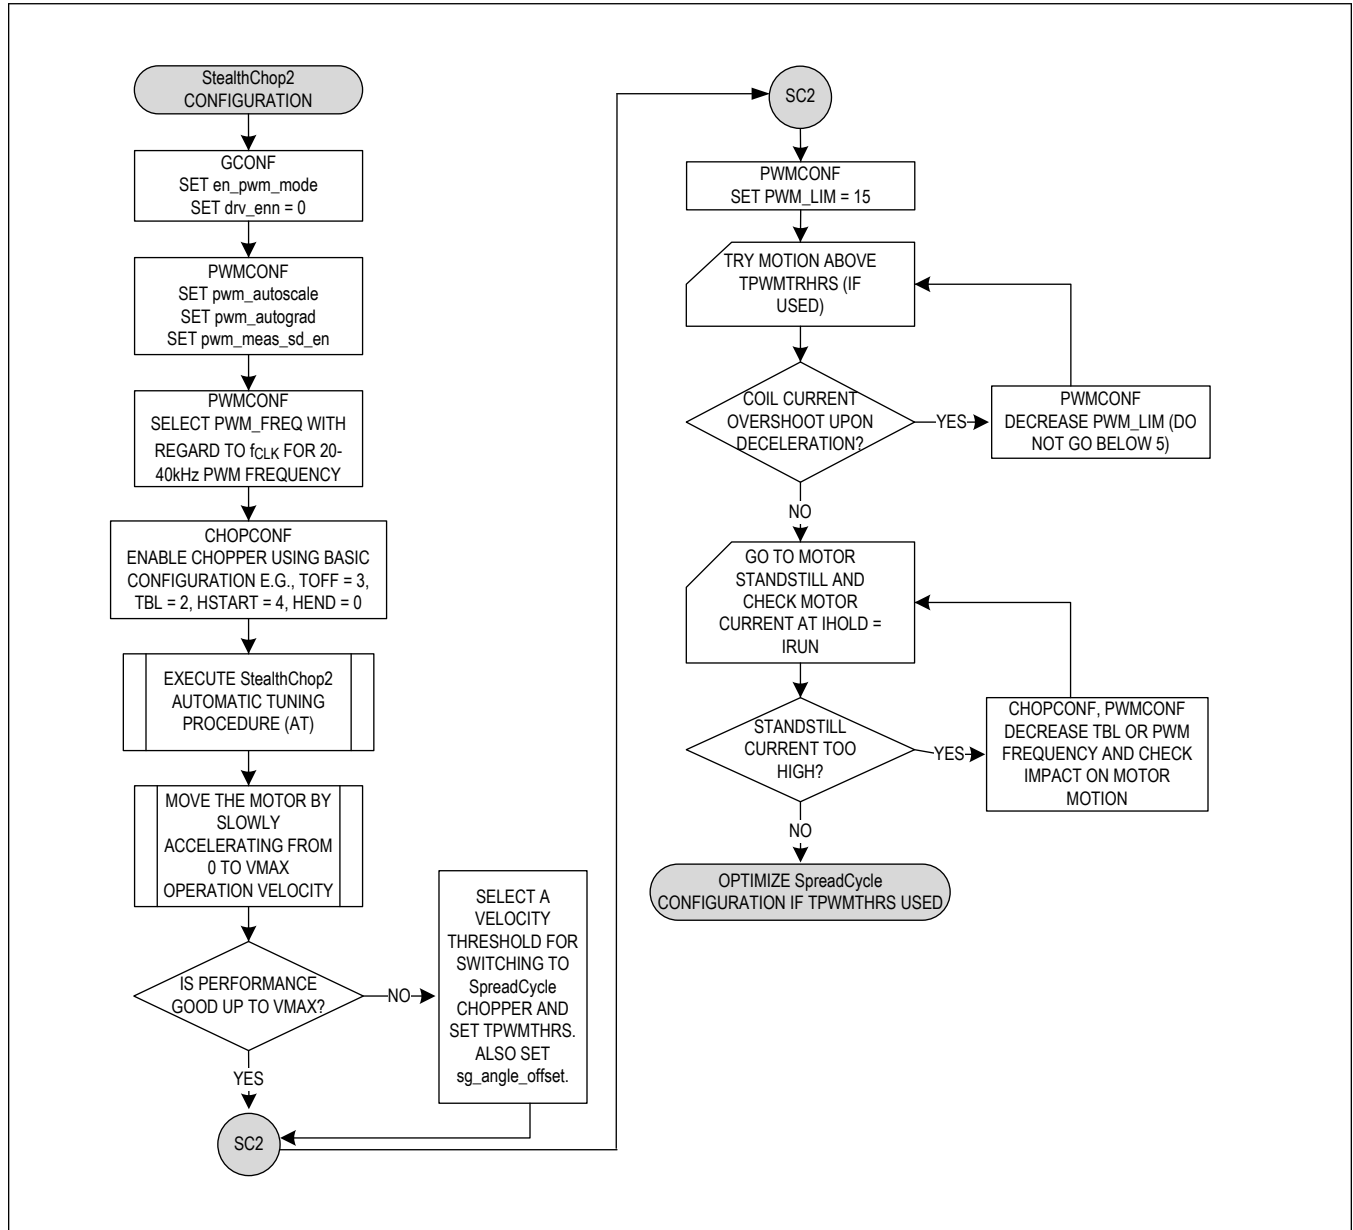 StealthChop2
CONFIGURATION
GCONF
SET en_pwm_mode
SET drv_enn = 0
PWMCONF
SET pwm_autoscale
SET pwm_autograd
SET pwm_meas_sd_en
PWMCONF
SELECT PWM_FREQ WITH
REGARD TO fCLK FOR 20-
40kHz PWM FREQUENCY
CHOPCONF
ENABLE CHOPPER USING BASIC
CONFIGURATION E.G., TOFF = 3,
TBL = 2, HSTART = 4, HEND = 0
EXECUTE StealthChop2
AUTOMATIC TUNING
PROCEDURE (AT)
MOVE THE MOTOR BY
SLOWLY
ACCELERATING FROM
0 TO VMAX
OPERATION VELOCITY
IS PERFORMANCE
GOOD UP TO VMAX?
NO
SELECT A
VELOCITY
THRESHOLD FOR
SWITCHING TO
SpreadCycle
CHOPPER AND
SET TPWMTHRS.
ALSO SET
sg_angle_offset.
YES
SC2
SC2
PWMCONF
SET PWM_LIM = 15
TRY MOTION ABOVE
TPWMTRHRS (IF
USED)
COIL CURRENT
OVERSHOOT UPON
DECELERATION?
YES
PWMCONF
DECREASE PWM_LIM (DO
NOT GO BELOW 5)
NO
GO TO MOTOR
STANDSTILL AND
CHECK MOTOR
CURRENT AT IHOLD =
IRUN
STANDSTILL
CURRENT TOO
HIGH?
YES
CHOPCONF, PWMCONF
DECREASE TBL OR PWM
FREQUENCY AND CHECK
IMPACT ON MOTOR
MOTION
NO
OPTIMIZE SpreadCycle
CONFIGURATION IF TPWMTHRS USED